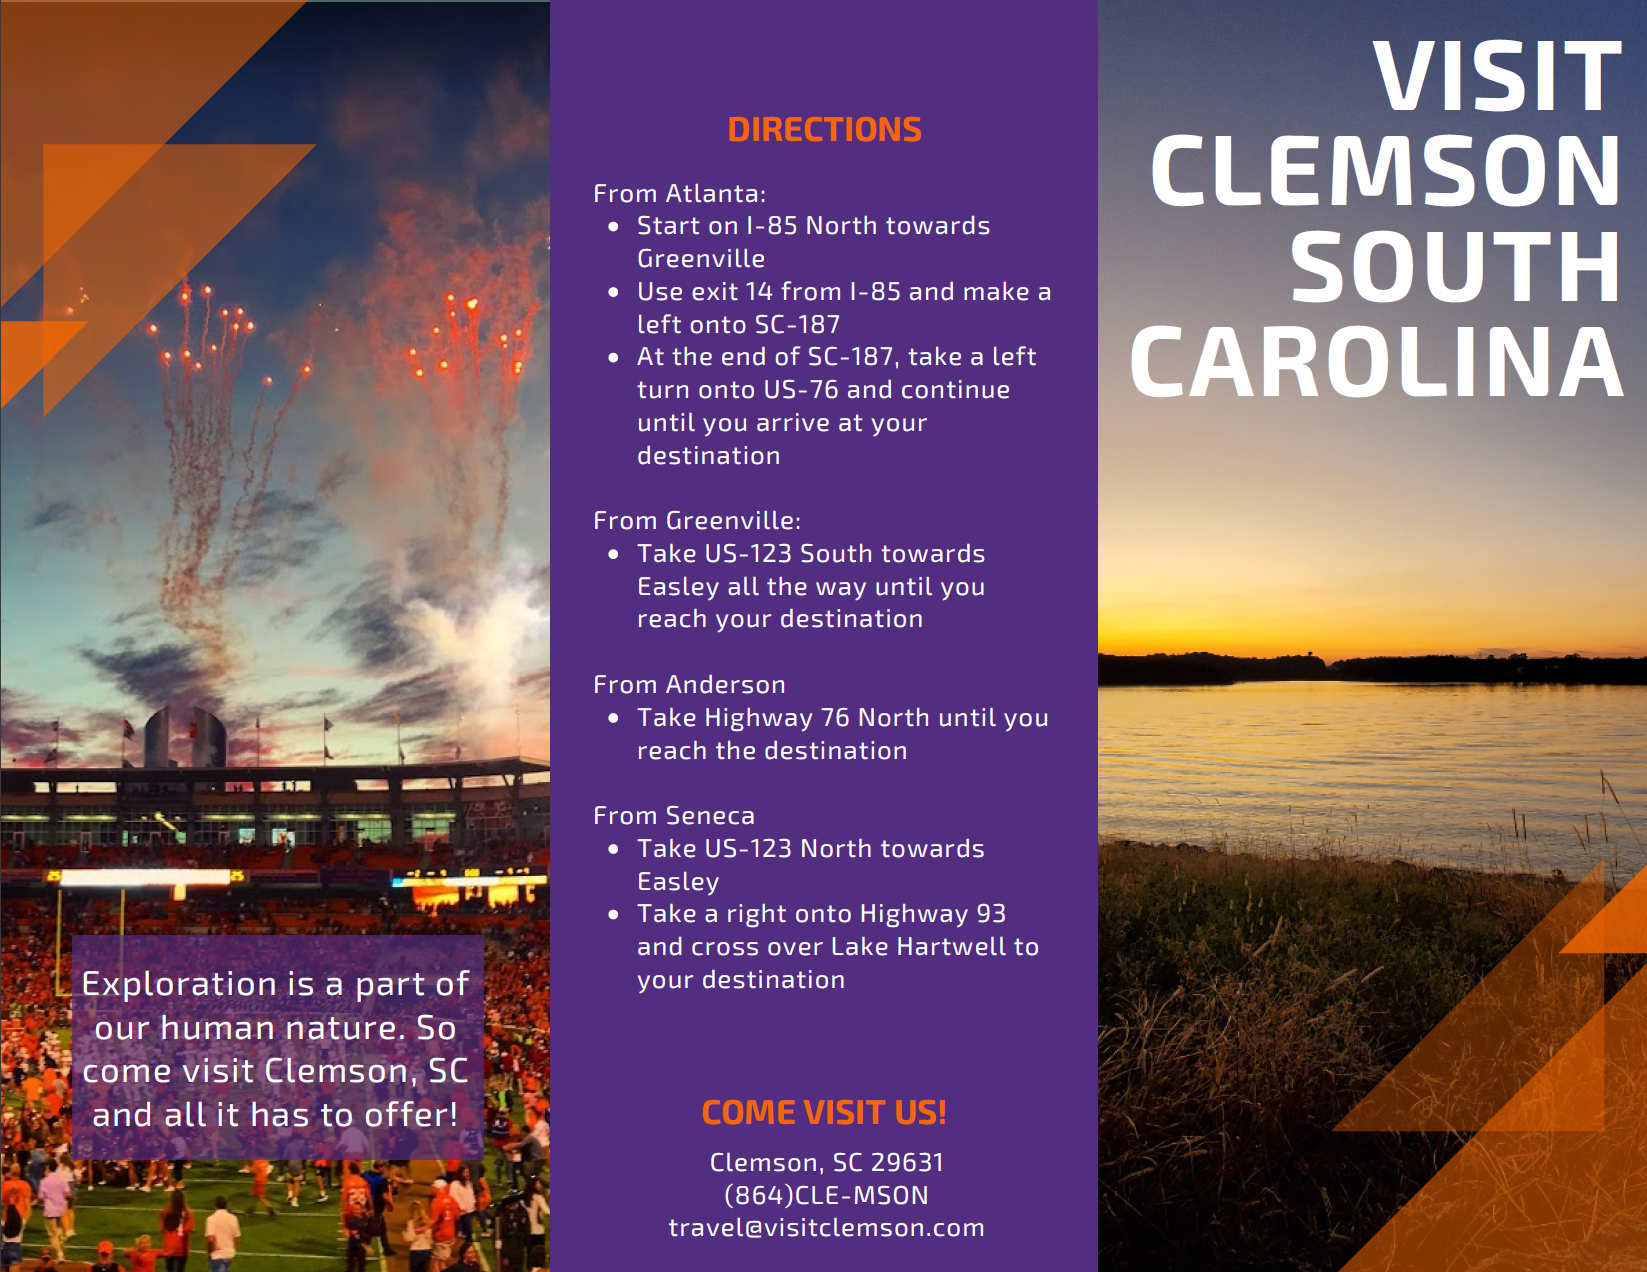 Exploration is a part of
our human nature. So
come visit Clemson, SC
and all it has to offer!
DIRECTIONS
From Atlanta:
• Start on I-85 North towards
Greenville
• Use exit 14 from I-85 and make a
left onto SC-187
• At the end of SC-187, take a left
turn onto US-76 and continue
until you arrive at your
destination
From Greenville:
• Take US-123 South towards
Easley all the way until you
reach your destination
From Anderson
• Take Highway 76 North until you
reach the destination
From Seneca
• Take US-123 North towards
Easley
• Take a right onto Highway 93
and cross over Lake Hartwell to
your destination
COME VISIT US!
Clemson, SC 29631
(864)CLE-MSON
travel@visitclemson.com
VISIT
CLEMSON
SOUTH
CAROLINA